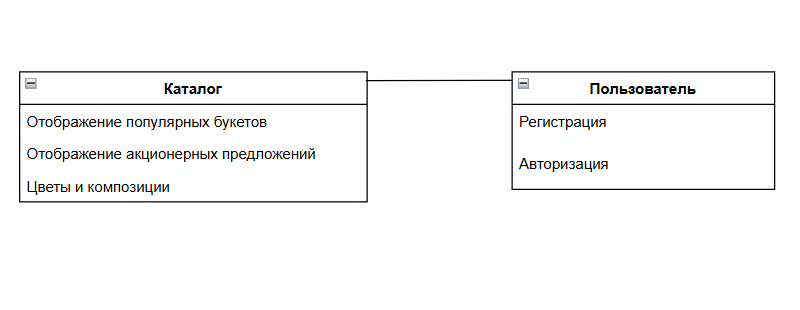 Каталог
Отображение популярных букетов
Отображение акционерных предложений
Цветы и композиции
Пользователь
Регистрация
Авторизация